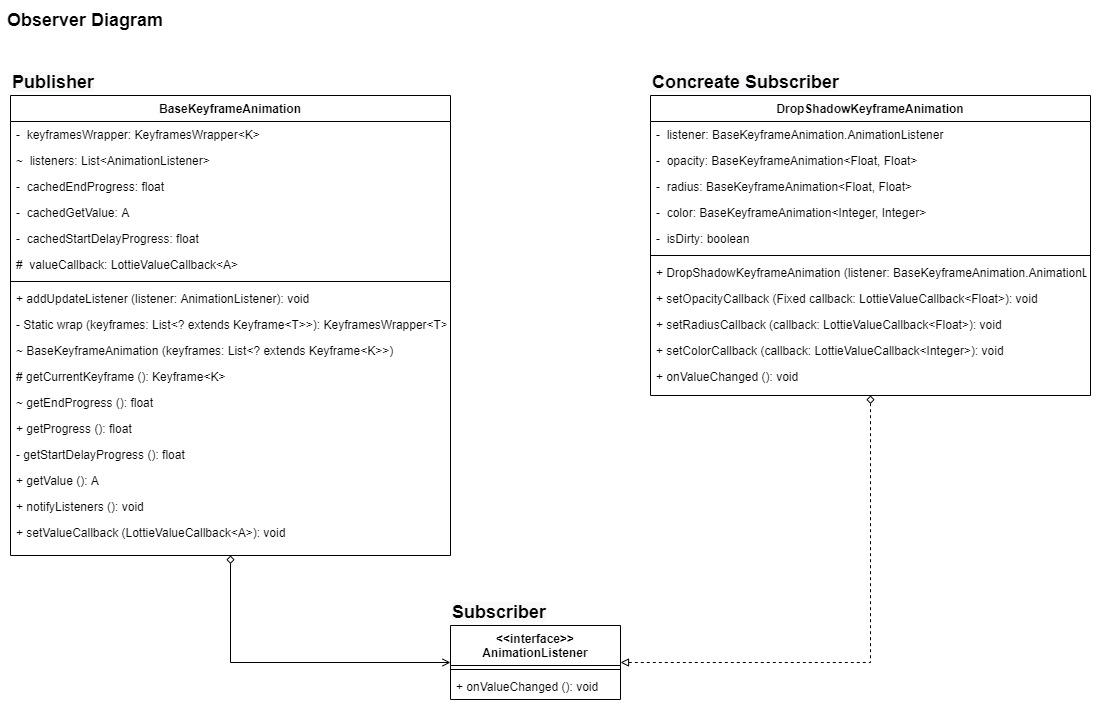 Observer Diagram
Publisher
BaseKeyframeAnimation
- keyframesWrapper: KeyframesWrapper<K>
~ listeners: List<AnimationListener>
- cachedEndProgress: float
- cachedGetValue: A
- cachedStartDelayProgress: float
# valueCallback: LottieValueCallback<A>
+ addUpdateListener (listener: AnimationListener): void
- Static wrap (keyframes: List<? extends Keyframe<T>>): KeyframesWrapper<T>
~ BaseKeyframeAnimation (keyframes: List<? extends Keyframe<K>>)
# getCurrentKeyframe (): Keyframe<K>
~ getEndProgress (): float
+ getProgress (): float
- getStartDelayProgress (): float
+ getValue (): A
+ notifyListeners (): void
+ setValueCallback (LottieValueCallback<A>): void
Concreate Subscriber
DropShadowKeyframeAnimation
- listener: BaseKeyframeAnimation.AnimationListener
- opacity: BaseKeyframeAnimation<Float, Float>
- radius: BaseKeyframeAnimation<Float, Float>
- color: BaseKeyframeAnimation<Integer, Integer>
- isDirty: boolean
+ DropShadowKeyframeAnimation (listener: BaseKeyframeAnimation.AnimationL
+ setOpacityCallback (Fixed callback: LottieValueCallback<Float>): void
+ setRadiusCallback (callback: LottieValueCallback<Float>): void
+ setColorCallback (callback: LottieValueCallback<Integer>): void
+ onValueChanged (): void
Subscriber
<<interface>>
AnimationListener
+ onValueChanged (): void